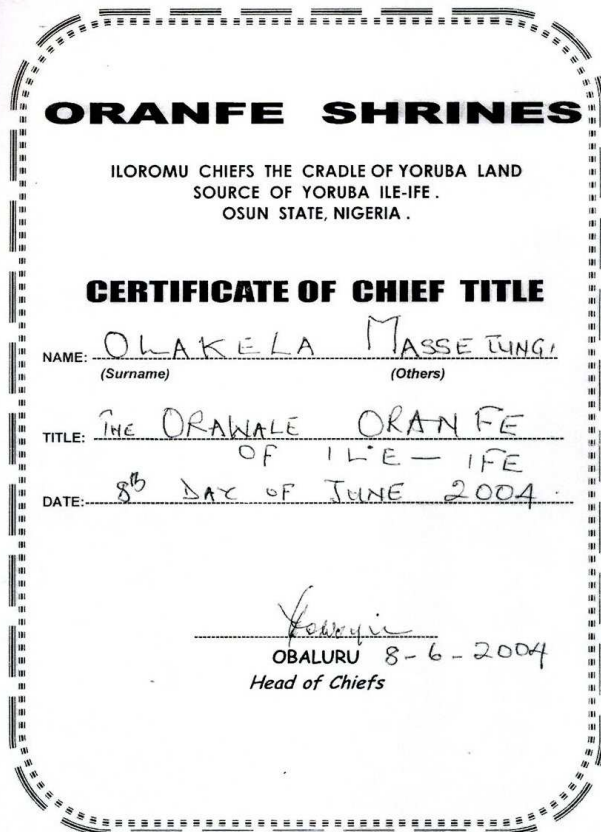 ORANFE SHRINES
ILOROMU CHIEFS THE CRADLE OF YORUBA LAND
SOURCE OF YORUBA ILE-IFE.
OSUN STATE, NIGERIA.
CERTIFICATE OF CHIEF TITLE
NAME: OLAKELA MASSETUNGI
(Surname) (Others)
TITLE: THE ORAWALE ORANFE
OF ILE-IFE
DATE: 8th DAY OF JUNE 2004.
OBALURU 8-6-2004
Head of Chiefs